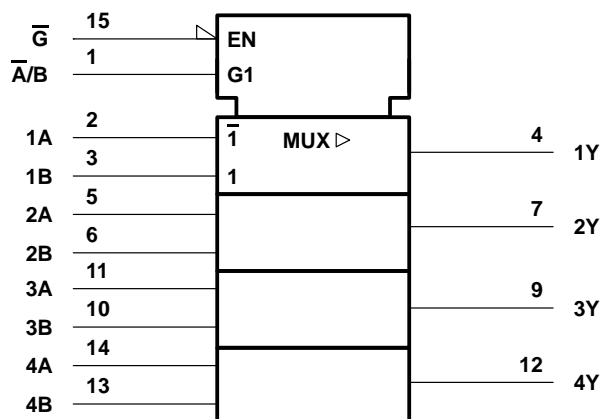 G̅ 15 EN
A̅/B 1 G1
1A 2 1̅ MUX ▷ 4 1Y
1B 3 1
2A 5 7 2Y
2B 6
3A 11 9 3Y
3B 10
4A 14 12 4Y
4B 13